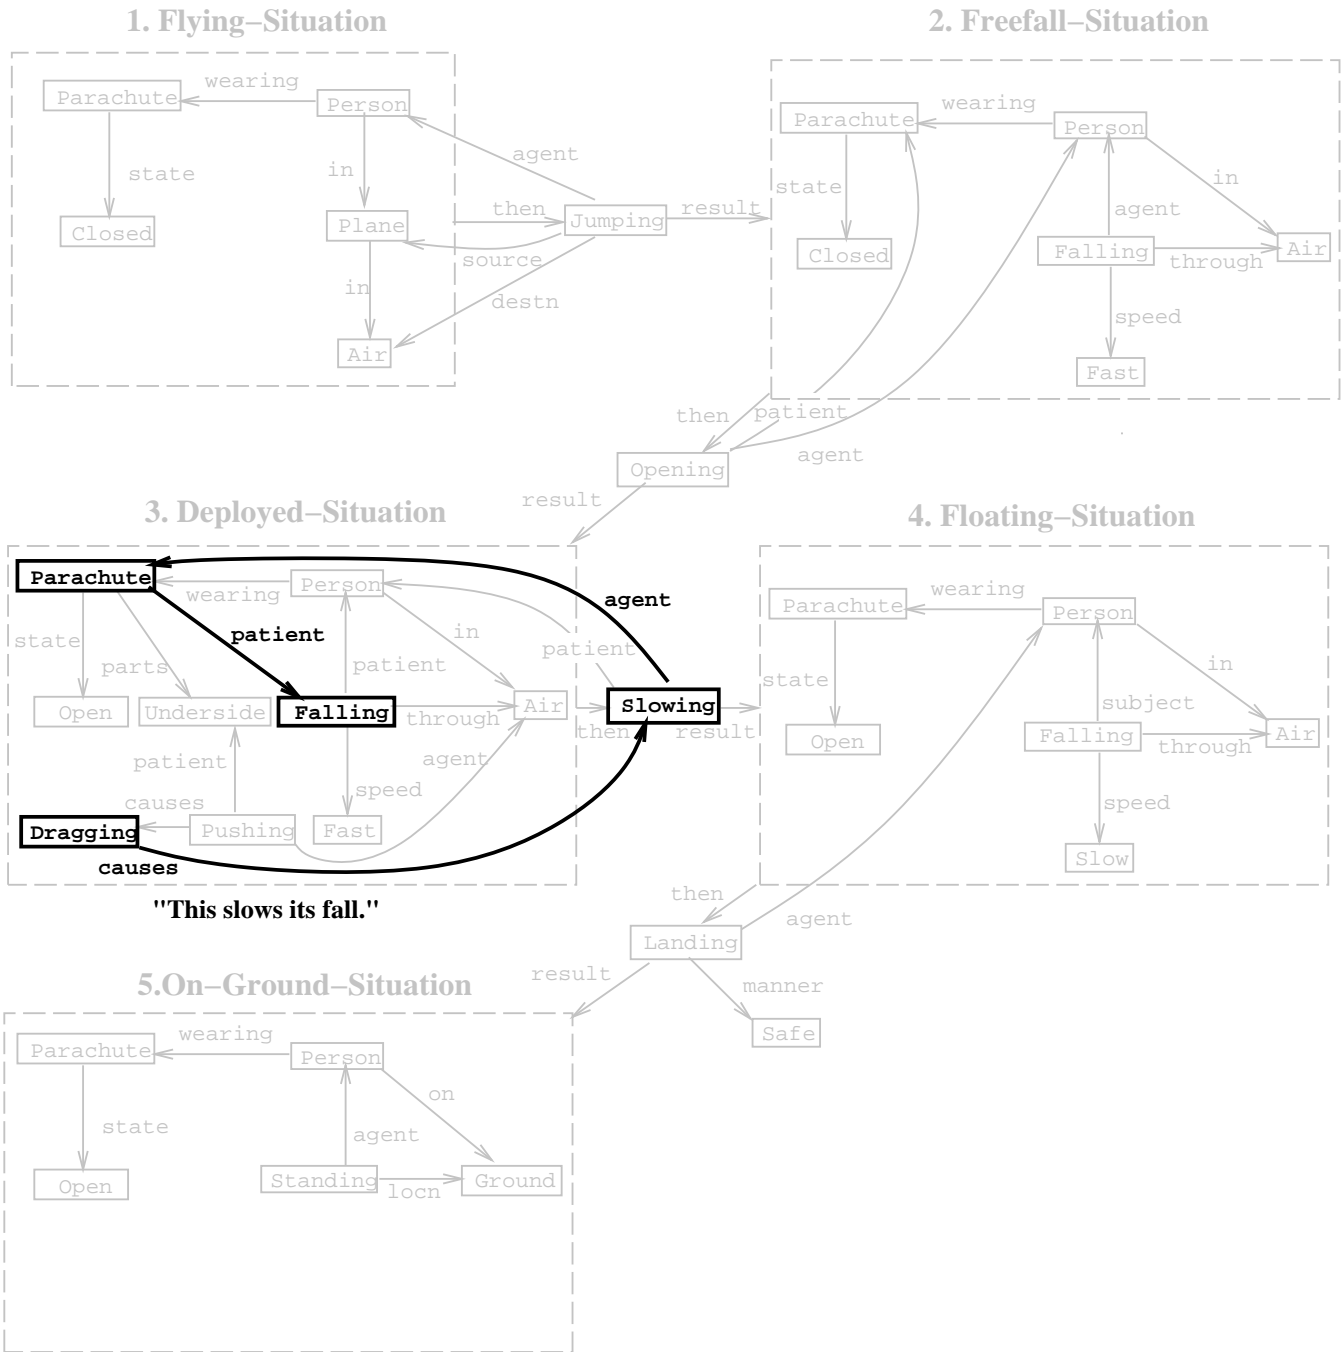 1. Flying−Situation
2. Freefall−Situation
Parachute
wearing
Person
state
in
agent
Closed
Plane
then
Jumping
result
source
in
destn
Air
Parachute
wearing
Person
state
in
agent
Closed
Falling
through
Air
speed
Fast
then
patient
agent
Opening
result
3. Deployed−Situation
4. Floating−Situation
Parachute
wearing
Person
agent
patient
in
state
parts
patient
patient
Open
Underside
Falling
through
Air
then
Slowing
result
patient
agent
causes
speed
Dragging
Pushing
Fast
causes
"This slows its fall."
Parachute
wearing
Person
state
in
subject
Open
Falling
through
Air
speed
Slow
then
agent
Landing
result
manner
Safe
5.On−Ground−Situation
Parachute
wearing
Person
on
state
agent
Open
Standing
locn
Ground